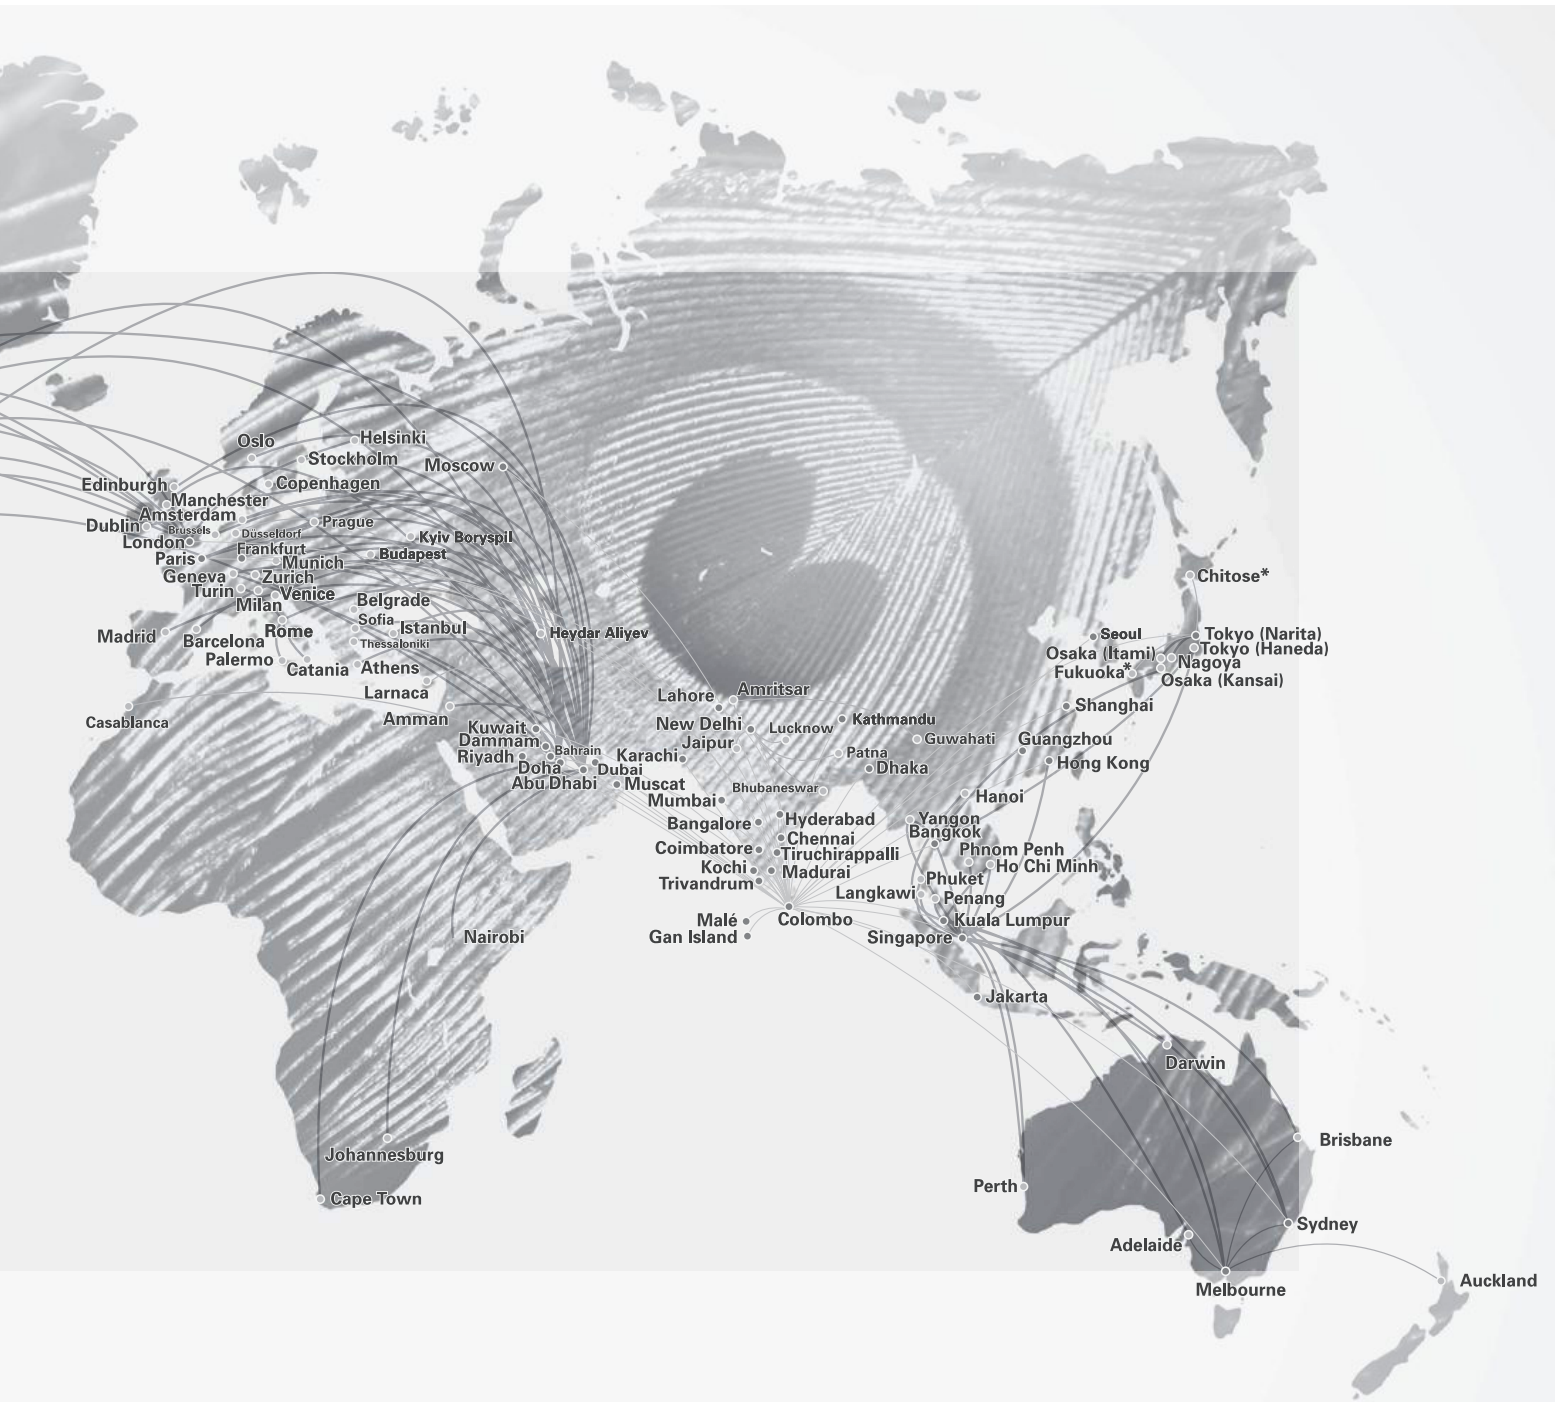 Oslo
Helsinki
Stockholm
Moscow
Edinburgh
Copenhagen
Manchester
Amsterdam
Dublin
Brussels
Düsseldorf
Prague
London
Kyiv Boryspil
Paris
Frankfurt
Budapest
Munich
Geneva
Zurich
Turin
Venice
Milan
Belgrade
Sofia
Istanbul
Madrid
Barcelona
Rome
Thessaloniki
Heydar Aliyev
Palermo
Catania
Athens
Larnaca
Casablanca
Amman
Kuwait
Dammam
Riyadh
Bahrain
Doha
Dubai
Abu Dhabi
Muscat
Karachi
Lahore
Amritsar
New Delhi
Lucknow
Kathmandu
Jaipur
Patna
Guwahati
Dhaka
Bhubaneswar
Mumbai
Hyderabad
Bangalore
Chennai
Coimbatore
Tiruchirappalli
Kochi
Madurai
Trivandrum
Malé
Colombo
Gan Island
Chitose*
Seoul
Tokyo (Narita)
Osaka (Itami)
Tokyo (Haneda)
Nagoya
Fukuoka*
Osaka (Kansai)
Shanghai
Guangzhou
Hong Kong
Hanoi
Yangon
Bangkok
Phnom Penh
Ho Chi Minh
Phuket
Langkawi
Penang
Kuala Lumpur
Singapore
Jakarta
Nairobi
Johannesburg
Cape Town
Darwin
Brisbane
Perth
Sydney
Adelaide
Melbourne
Auckland